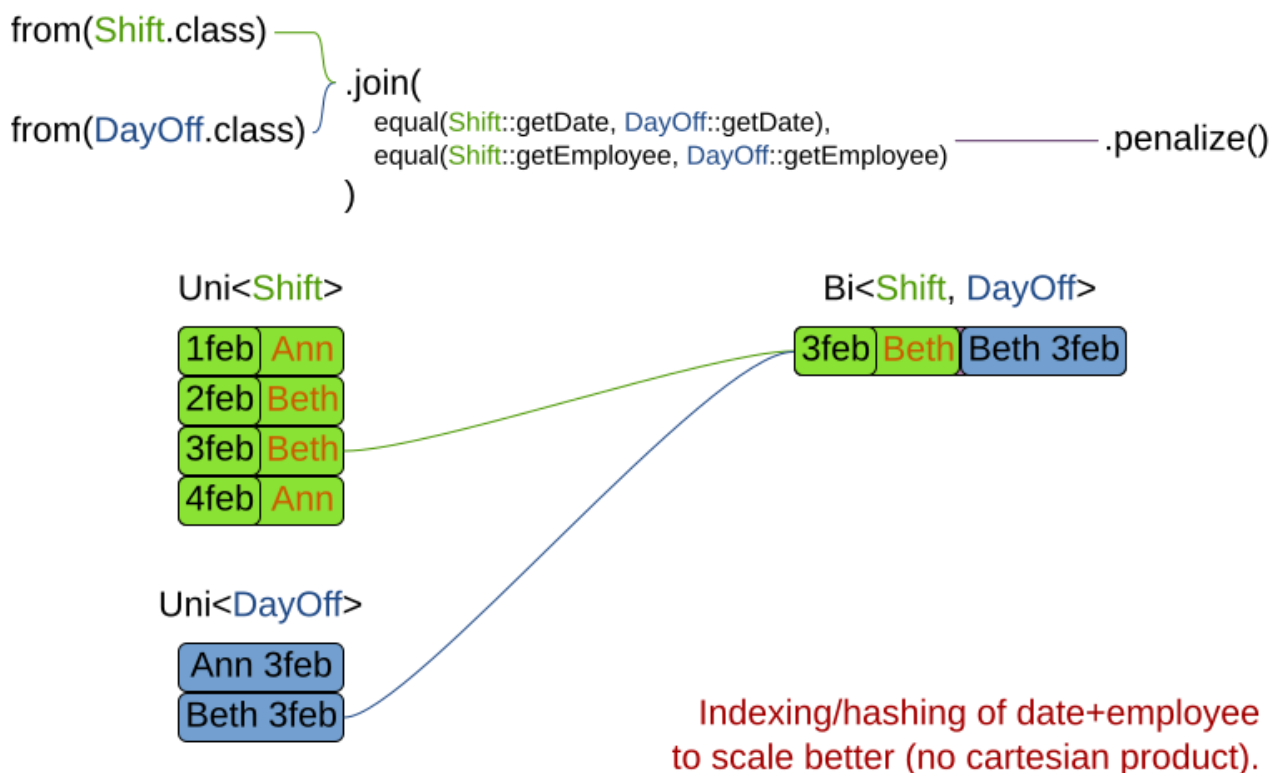 from(Shift.class)
from(DayOff.class)
.join(
equal(Shift::getDate, DayOff::getDate),
equal(Shift::getEmployee, DayOff::getEmployee)
)
.penalize()
Uni<Shift>
1feb Ann
2feb Beth
3feb Beth
4feb Ann
Bi<Shift, DayOff>
3feb Beth Beth 3feb
Uni<DayOff>
Ann 3feb
Beth 3feb
Indexing/hashing of date+employee
to scale better (no cartesian product).